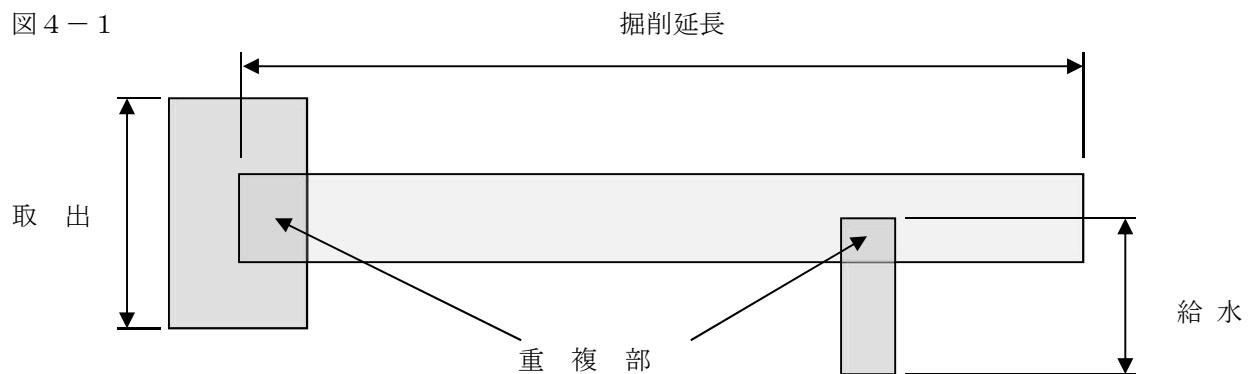 図４－１
掘削延長
取　出
給 水
重　複　部